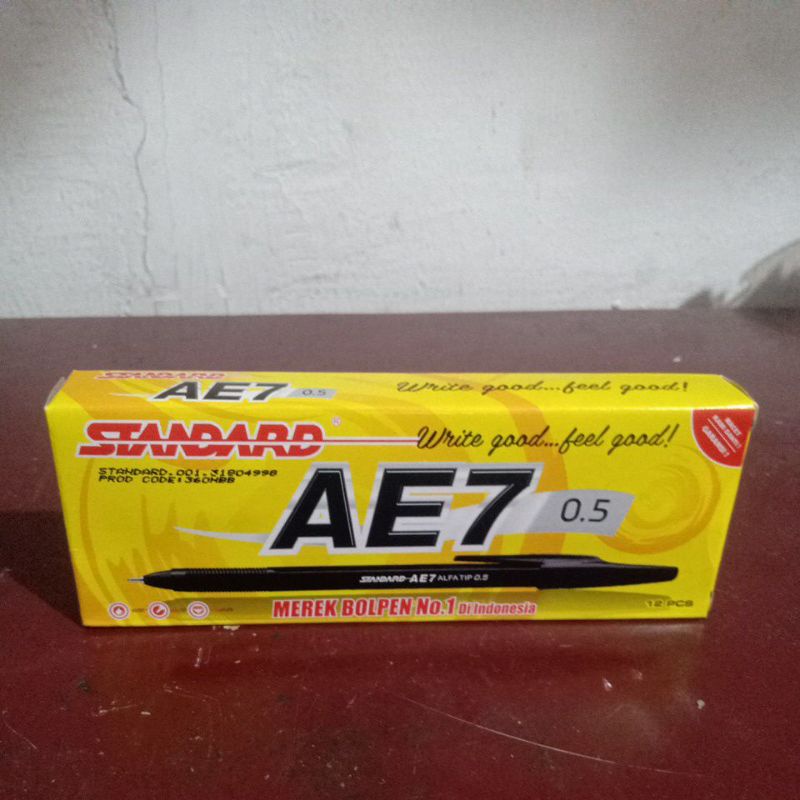 STANDARD
AE7 0.5 Write good...feel good!
STANDARD® Write good...feel good!
STANDARD.001.31804998
PROD CODE:360NBB
AE7 0.5
STANDARD AE7 ALFA TIP 0.5
MEREK BOLPEN No.1 Di Indonesia
12 PCS